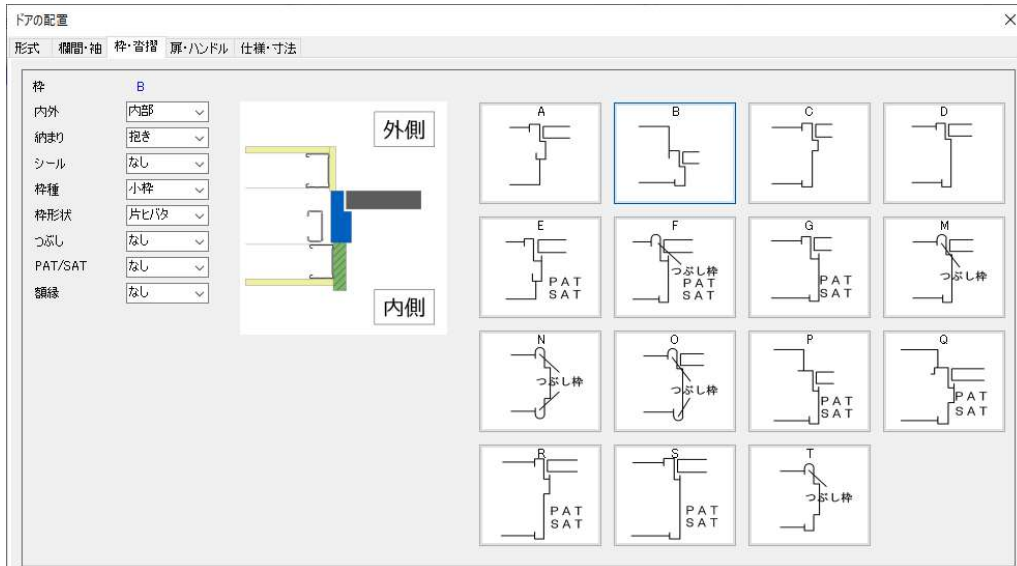 ドアの配置
形式 欄間・袖 枠・沓摺 扉・ハンドル 仕様・寸法
枠 B
内外 内部
納まり 抱き
シール なし
枠種 小枠
枠形状 片ヒバタ
つぶし なし
PAT/SAT なし
額縁 なし
外側
内側
A B C D
E F G M
PAT
SAT
つぶし枠
PAT
SAT
PAT
SAT
つぶし枠
N O P Q
つぶし枠
つぶし枠
PAT
SAT
PAT
SAT
R S T
PAT
SAT
PAT
SAT
つぶし枠